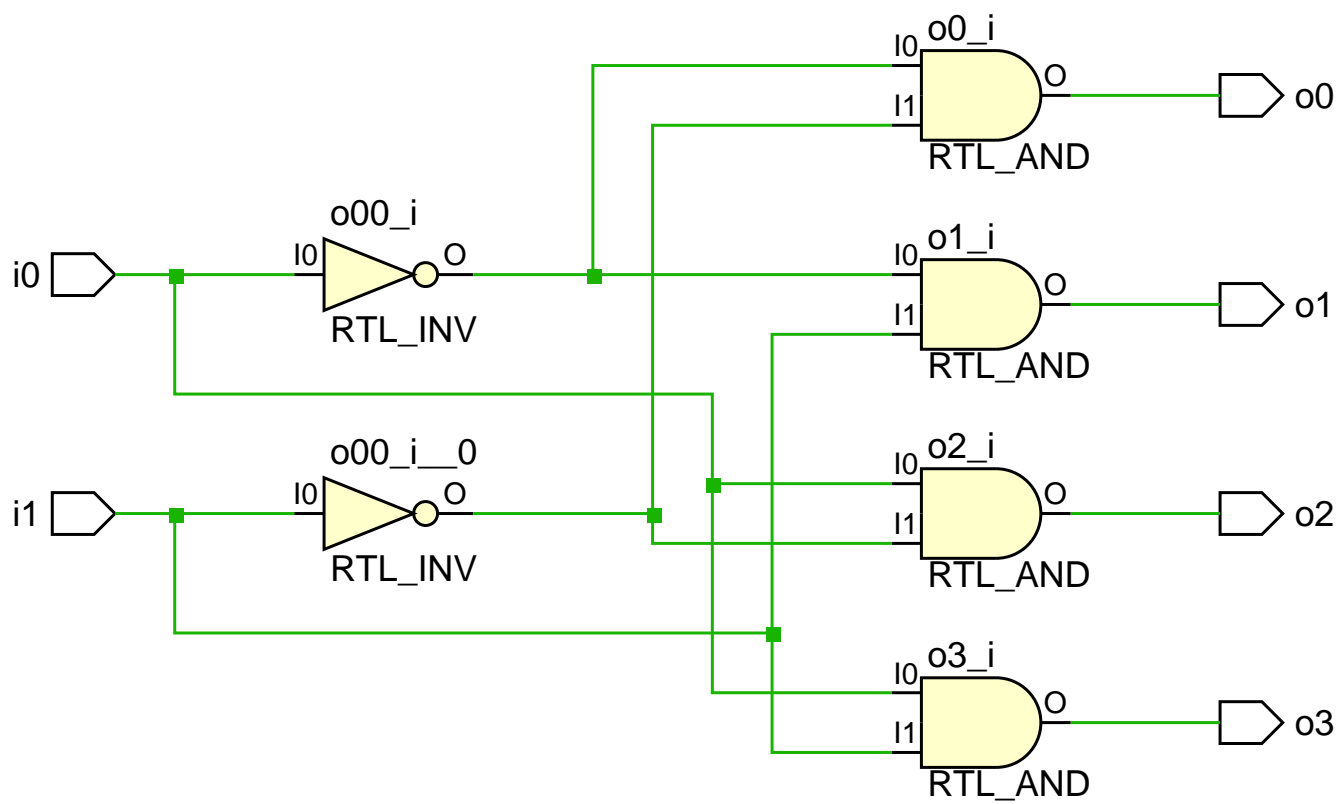 o0_i
I0
O
I1
o0
RTL_AND
o00_i
I0
O
i0
RTL_INV
o1_i
I0
O
I1
o1
RTL_AND
o00_i__0
I0
O
i1
RTL_INV
o2_i
I0
O
I1
o2
RTL_AND
o3_i
I0
O
I1
o3
RTL_AND